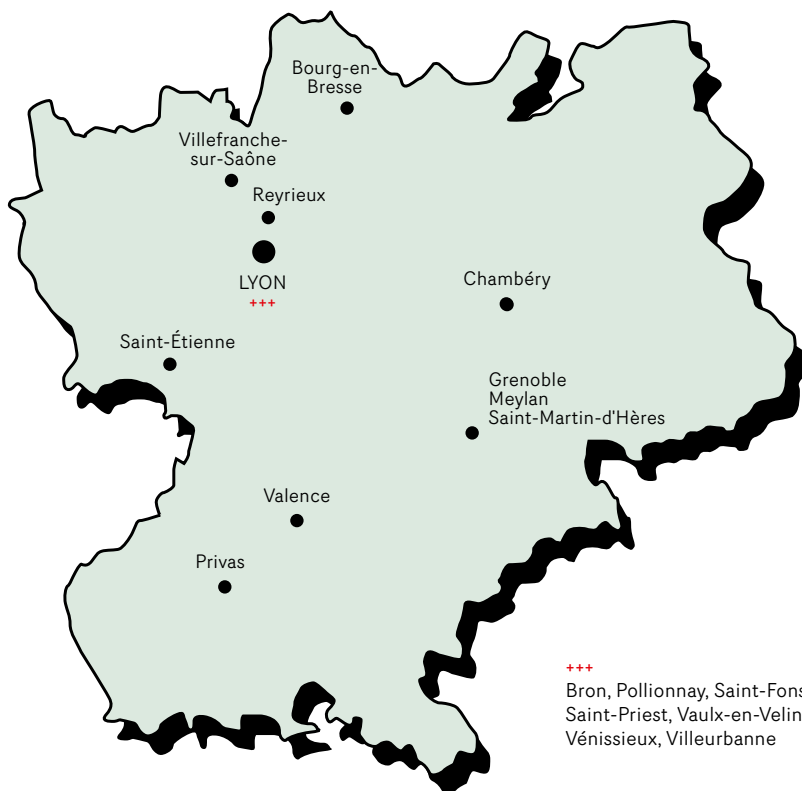 Bourg-en-
Bresse
Villefranche-
sur-Saône
Reyrieux
LYON
+++
Chambéry
Saint-Étienne
Grenoble
Meylan
Saint-Martin-d'Hères
Valence
Privas
+++
Bron, Pollionnay, Saint-Fons
Saint-Priest, Vaulx-en-Velin
Vénissieux, Villeurbanne